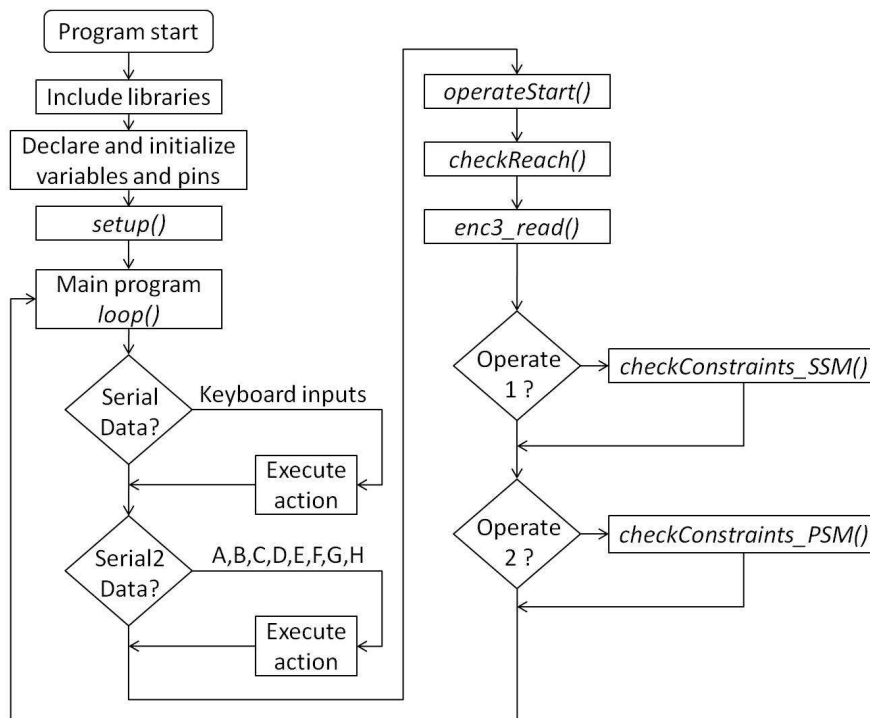 Program start
Include libraries
Declare and initialize
variables and pins
setup()
Main program
loop()
Serial
Data?
Keyboard inputs
Execute
action
Serial2
Data?
A,B,C,D,E,F,G,H
Execute
action
operateStart()
checkReach()
enc3_read()
Operate
1 ?
checkConstraints_SSM()
Operate
2 ?
checkConstraints_PSM()